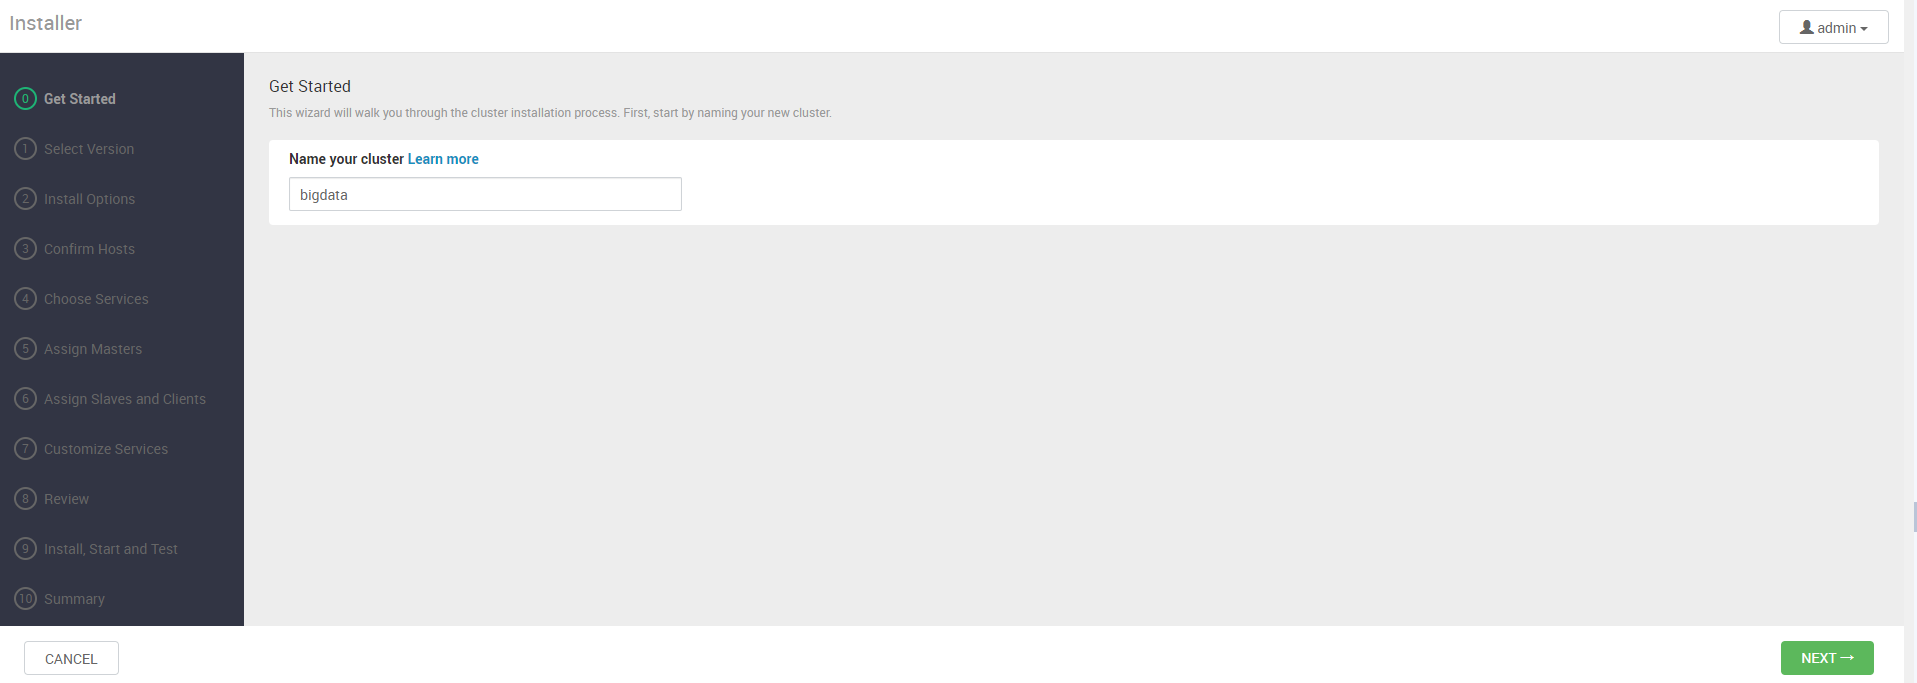 Installer
admin
0 Get Started
1 Select Version
2 Install Options
3 Confirm Hosts
4 Choose Services
5 Assign Masters
6 Assign Slaves and Clients
7 Customize Services
8 Review
9 Install, Start and Test
10 Summary
Get Started
This wizard will walk you through the cluster installation process. First, start by naming your new cluster.
Name your cluster Learn more
bigdata
CANCEL
NEXT →